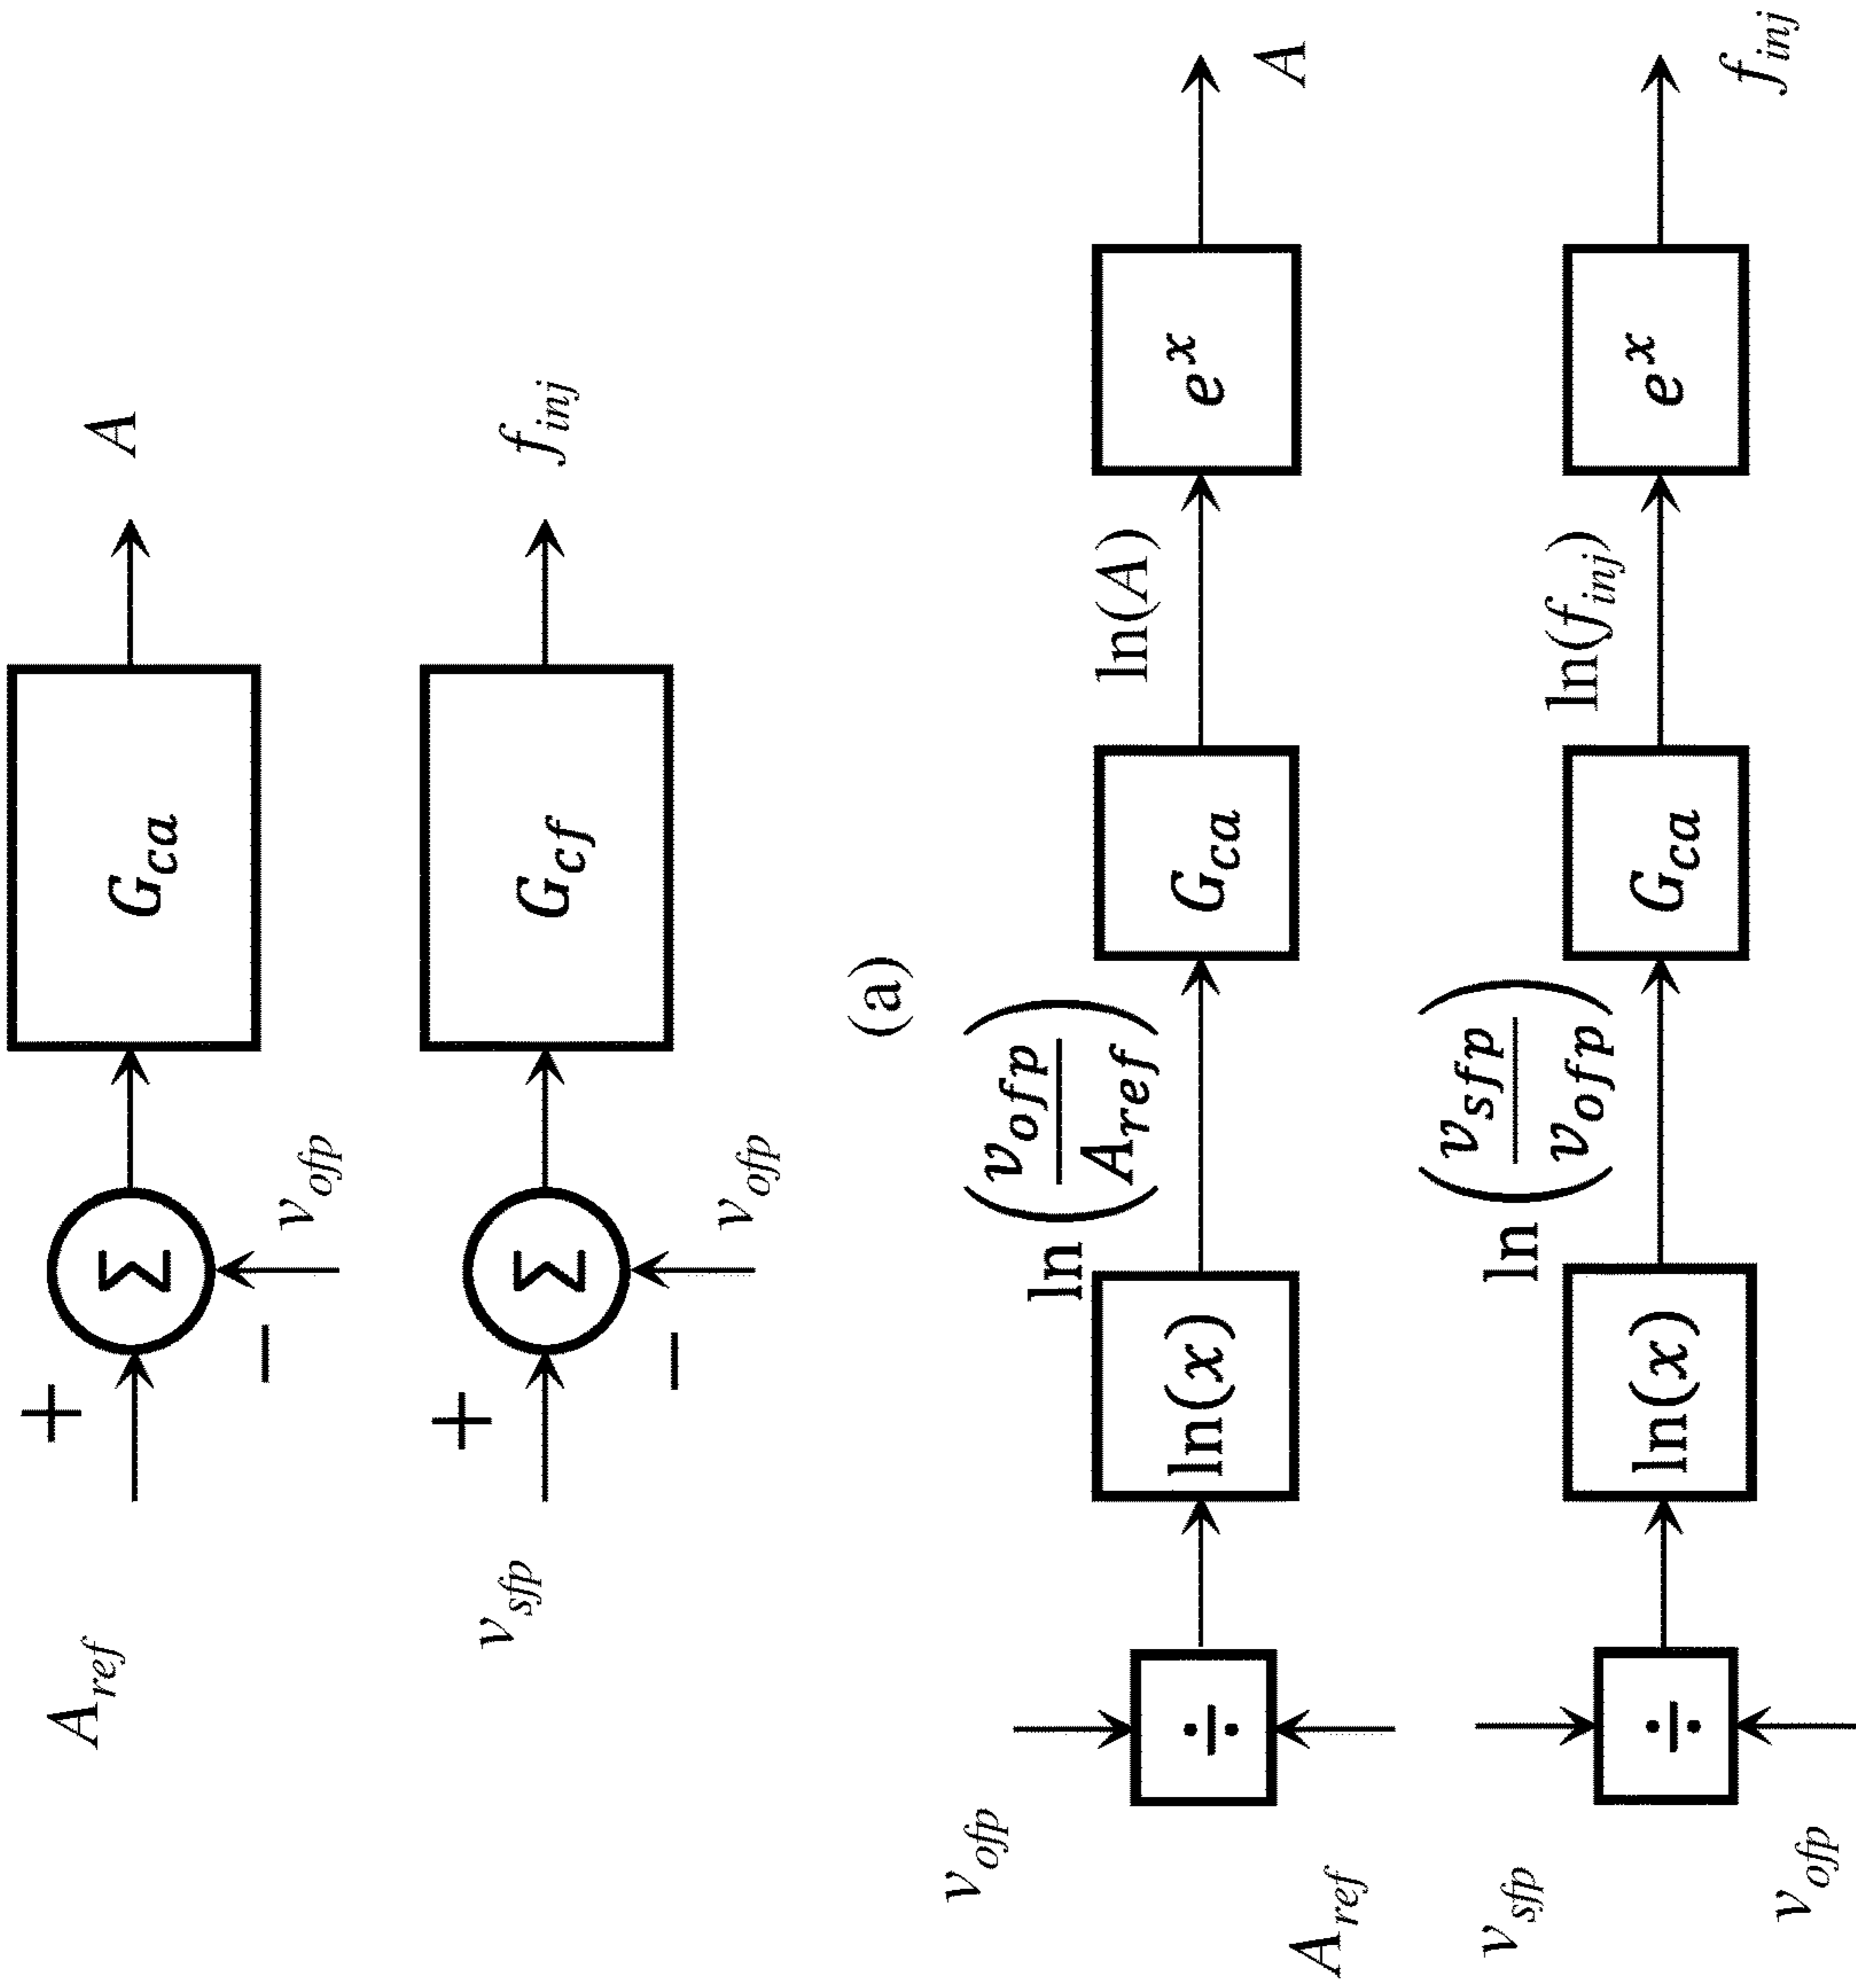 A_ref + Σ G_ca A
− v_ofp
v_sfp + Σ G_cf f_inj
− v_ofp
(a)
v_ofp ln(v_ofp/A_ref) ln(A)
÷ ln(x) G_ca e^x A
A_ref
v_sfp ln(v_sfp/v_ofp) ln(f_inj)
÷ ln(x) G_ca e^x f_inj
v_ofp